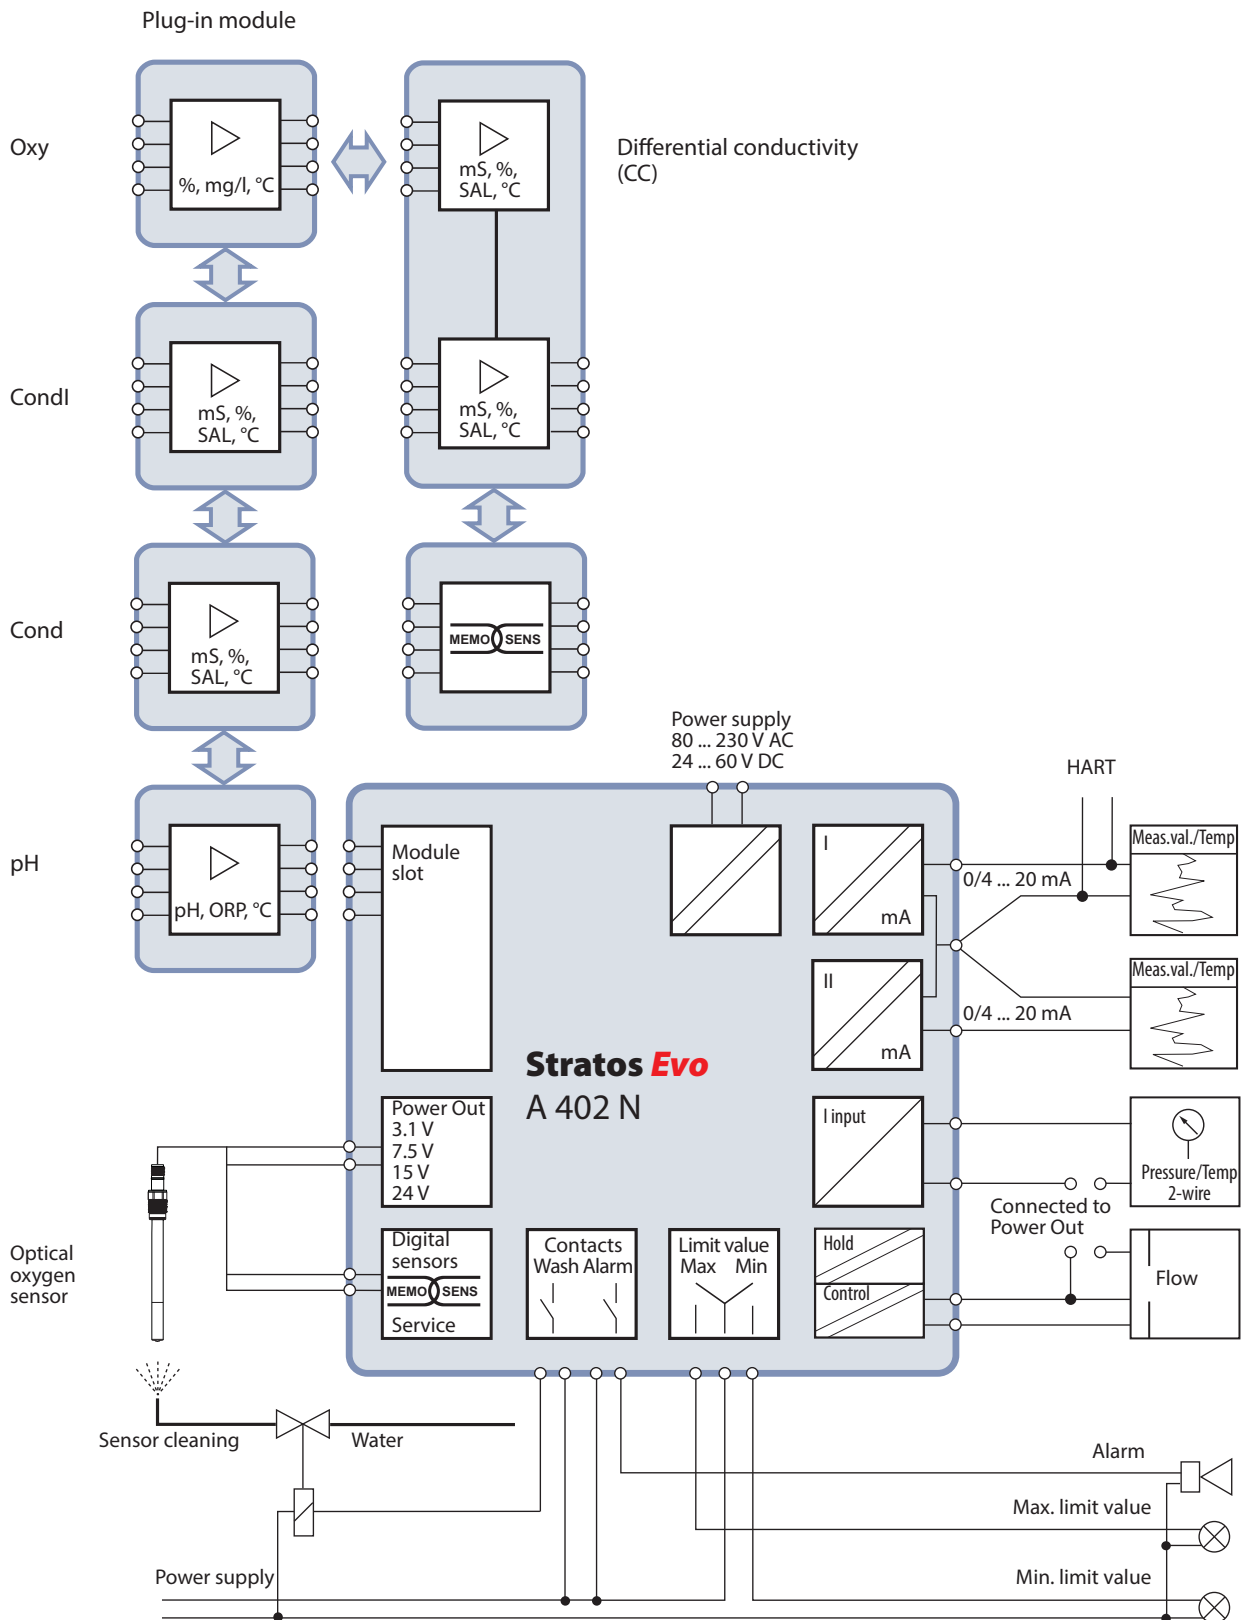 Plug-in module
Oxy
%, mg/l, °C
mS, %,
SAL, °C
Differential conductivity
(CC)
CondI
mS, %,
SAL, °C
mS, %,
SAL, °C
Cond
mS, %,
SAL, °C
MEMO SENS
pH
pH, ORP, °C
Power supply
80 ... 230 V AC
24 ... 60 V DC
HART
Module
slot
I
mA
0/4 ... 20 mA
Meas.val./Temp
II
mA
0/4 ... 20 mA
Meas.val./Temp
Stratos Evo
A 402 N
Power Out
3.1 V
7.5 V
15 V
24 V
I input
Pressure/Temp
2-wire
Connected to
Power Out
Optical
oxygen
sensor
Digital
sensors
MEMO SENS
Service
Contacts
Wash Alarm
Limit value
Max Min
Hold
Control
Flow
Sensor cleaning
Water
Alarm
Max. limit value
Power supply
Min. limit value